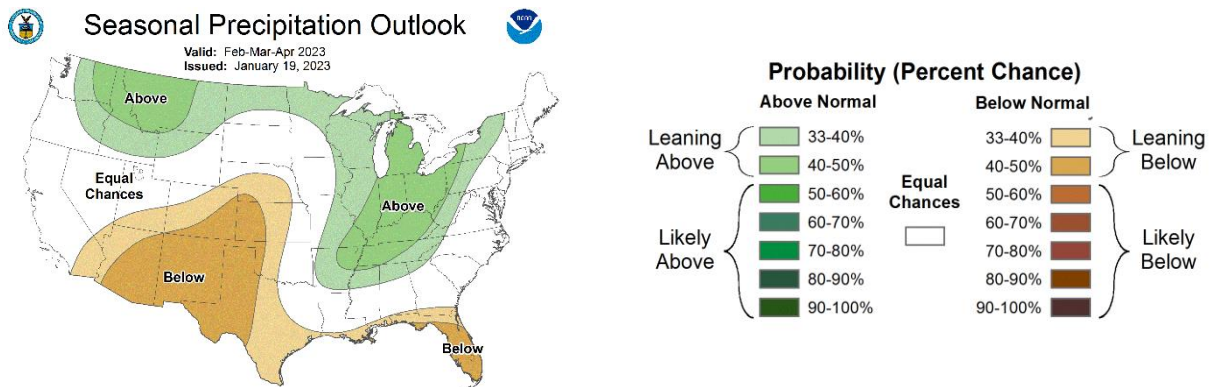 Seasonal Precipitation Outlook
Valid: Feb-Mar-Apr 2023
Issued: January 19, 2023
Above
Equal
Chances
Above
Below
Below
Probability (Percent Chance)
Above Normal
Below Normal
Leaning
Above
33-40%
40-50%
Likely
Above
50-60%
60-70%
70-80%
80-90%
90-100%
Equal
Chances
33-40%
40-50%
Leaning
Below
50-60%
60-70%
70-80%
80-90%
90-100%
Likely
Below